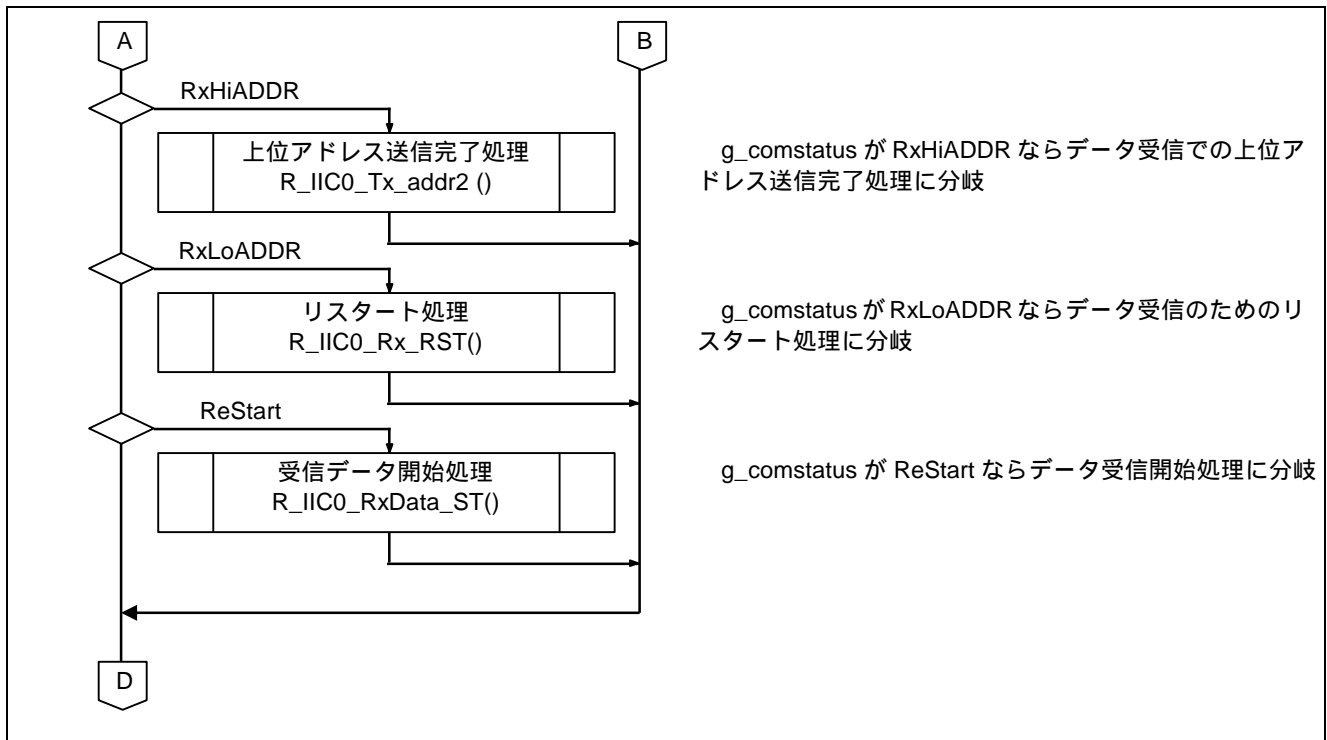 A
B
RxHiADDR
上位アドレス送信完了処理
R_IIC0_Tx_addr2 ()
g_comstatus が RxHiADDR ならデータ受信での上位ア
ドレス送信完了処理に分岐
RxLoADDR
リスタート処理
R_IIC0_Rx_RST()
g_comstatus が RxLoADDR ならデータ受信のためのリ
スタート処理に分岐
ReStart
受信データ開始処理
R_IIC0_RxData_ST()
g_comstatus が ReStart ならデータ受信開始処理に分岐
D